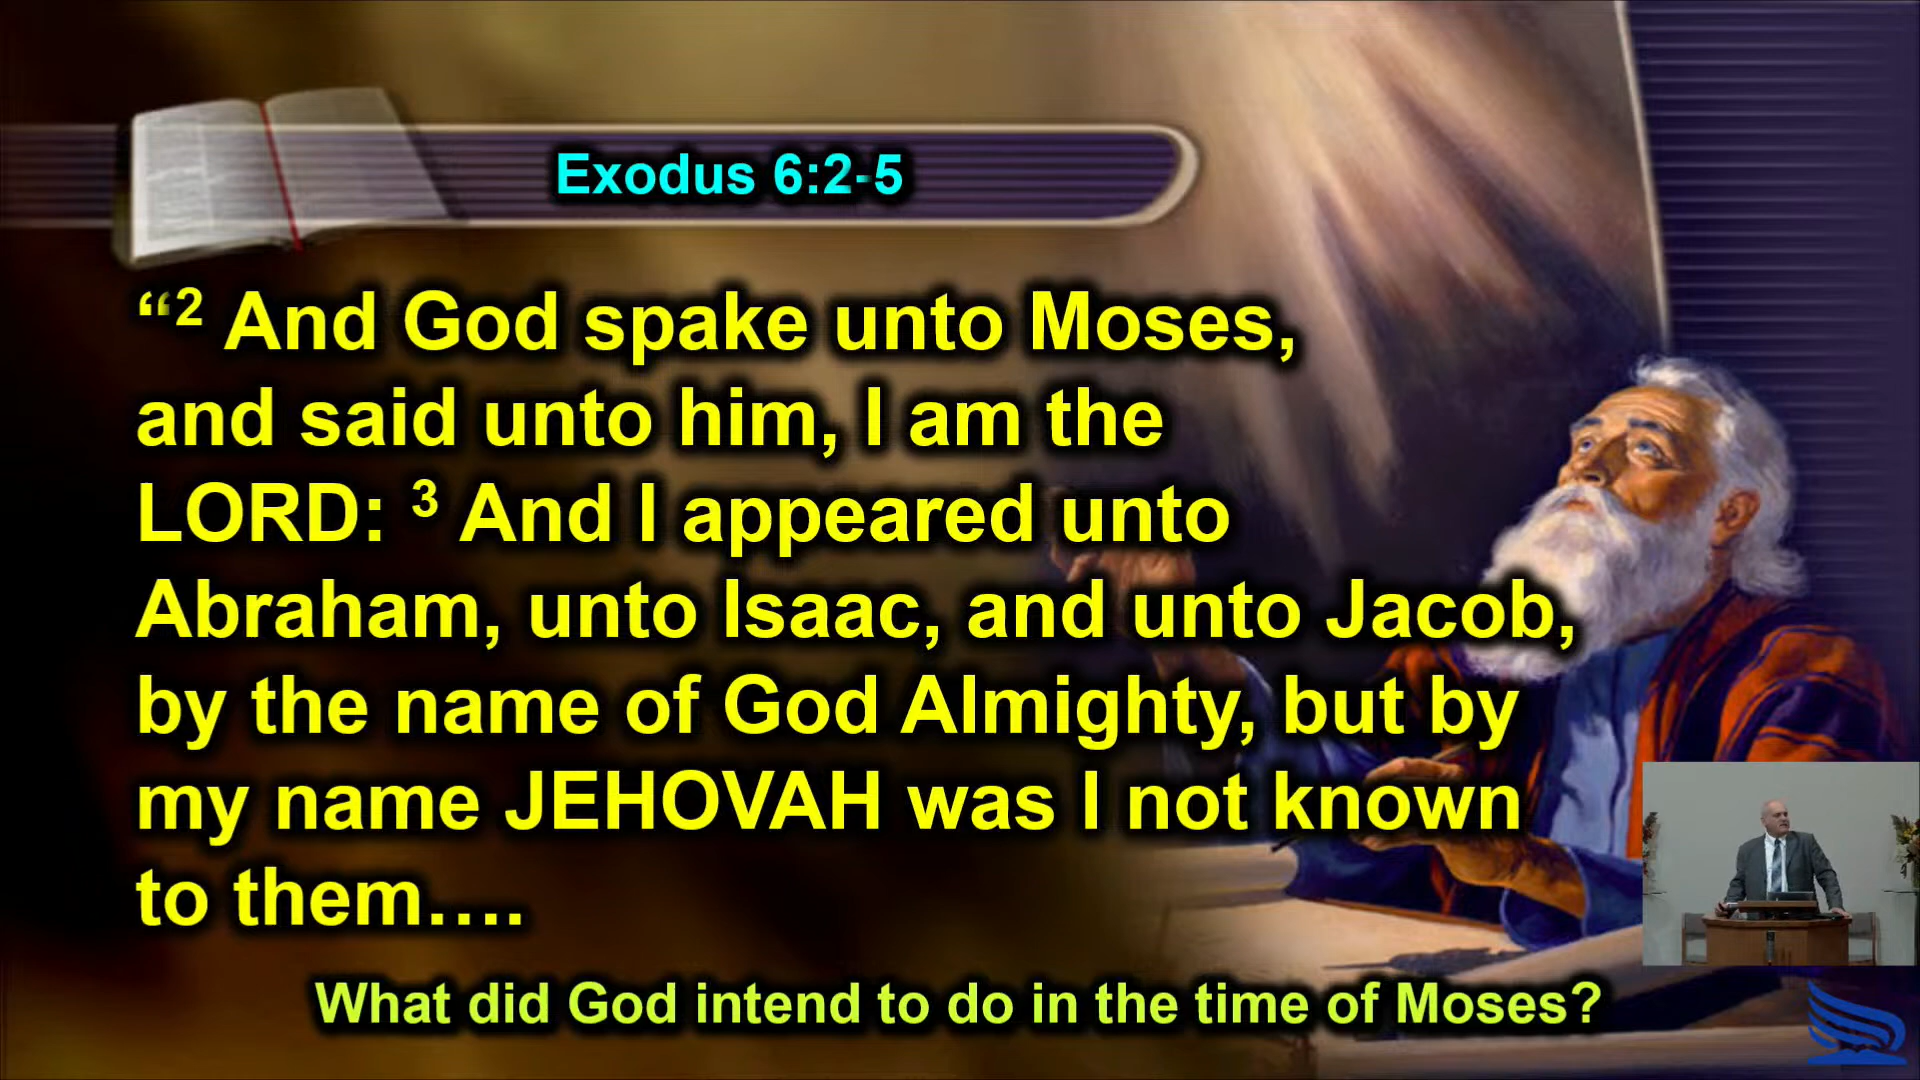 Exodus 6:2-5
“2 And God spake unto Moses,
and said unto him, I am the
LORD: 3 And I appeared unto
Abraham, unto Isaac, and unto Jacob,
by the name of God Almighty, but by
my name JEHOVAH was I not known
to them….
What did God intend to do in the time of Moses?